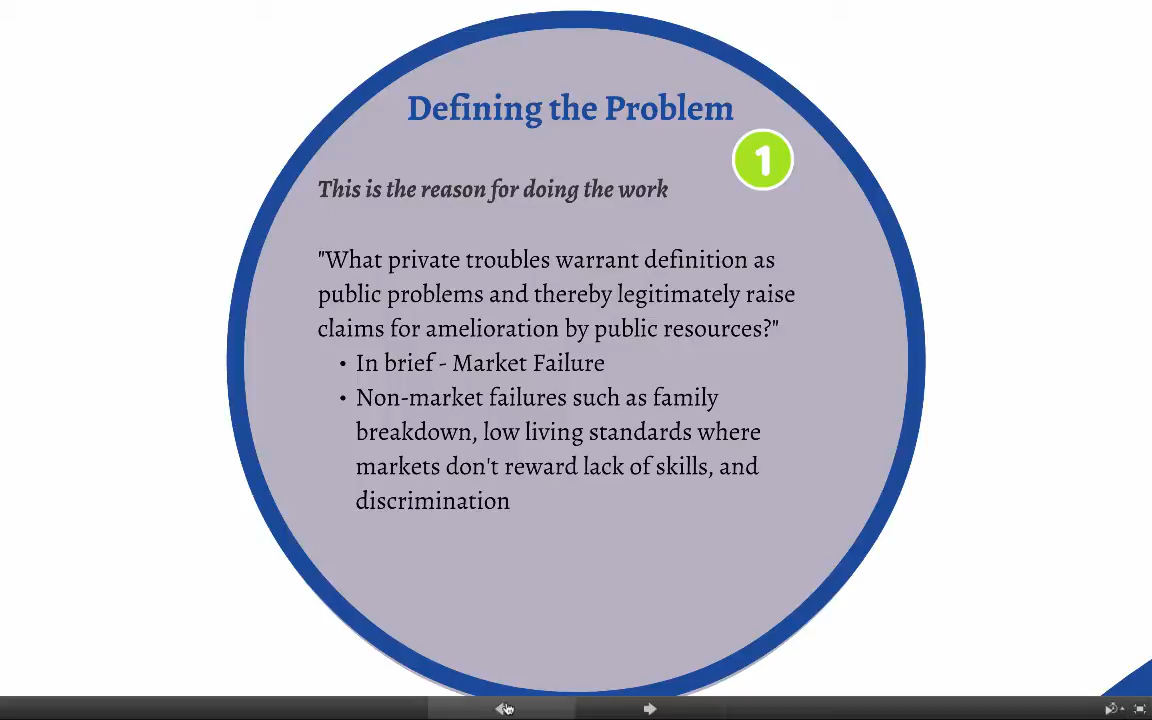 Defining the Problem
1
This is the reason for doing the work
"What private troubles warrant definition as
public problems and thereby legitimately raise
claims for amelioration by public resources?"
• In brief - Market Failure
• Non-market failures such as family
breakdown, low living standards where
markets don't reward lack of skills, and
discrimination